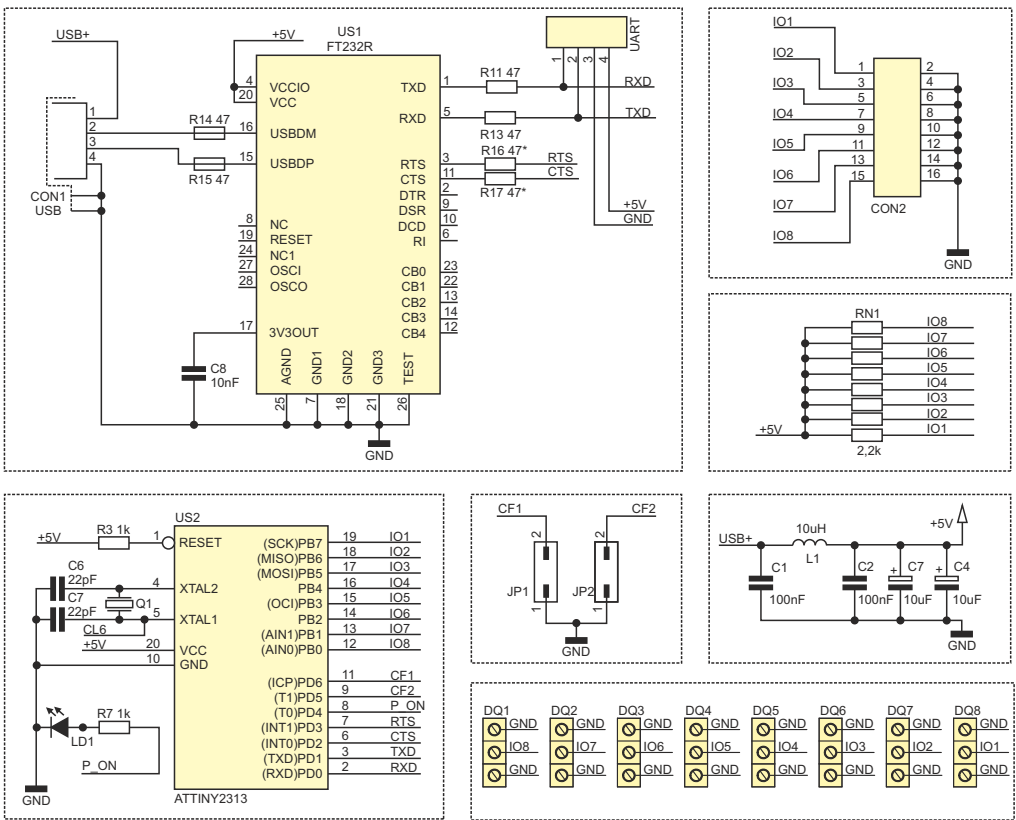 USB+
+5V
US1
FT232R
UART
1 2 3 4
4 VCCIO
20 VCC
TXD 1
R11 47
RXD
RXD 5
R13 47
TXD
1
2
3
4
R14 47
16 USBDM
R15 47
15 USBDP
CON1
USB
RTS 3
R16 47*
RTS
CTS 11
R17 47*
CTS
DTR 2
DSR 9
DCD 10
RI 6
+5V
GND
8 NC
19 RESET
24 NC1
27 OSCI
28 OSCO
CB0 23
CB1 22
CB2 13
CB3 14
CB4 12
17 3V3OUT
C8
10nF
AGND GND1 GND2 GND3 TEST
25 7 18 21 26
GND
IO1
IO2
IO3
IO4
IO5
IO6
IO7
IO8
1 2
3 4
5 6
7 8
9 10
11 12
13 14
15 16
CON2
GND
RN1
IO8
IO7
IO6
IO5
IO4
IO3
IO2
IO1
+5V
2,2k
US2
+5V
R3 1k
1 RESET
C6
22pF
4 XTAL2
C7
22pF
Q1
5 XTAL1
CL6
+5V
20 VCC
10 GND
(SCK)PB7 19 IO1
(MISO)PB6 18 IO2
(MOSI)PB5 17 IO3
PB4 16 IO4
(OCI)PB3 15 IO5
PB2 14 IO6
(AIN1)PB1 13 IO7
(AIN0)PB0 12 IO8
(ICP)PD6 11 CF1
(T1)PD5 9 CF2
(T0)PD4 8 P_ON
(INT1)PD3 7 RTS
(INT0)PD2 6 CTS
(TXD)PD1 3 TXD
(RXD)PD0 2 RXD
R7 1k
LD1
P_ON
GND
ATTINY2313
CF1
CF2
2
2
JP1
JP2
1
1
GND
USB+
10uH
L1
+5V
C1
100nF
C2
100nF
+ C7
10uF
+ C4
10uF
GND
DQ1 DQ2 DQ3 DQ4 DQ5 DQ6 DQ7 DQ8
GND GND GND GND GND GND GND GND
IO8 IO7 IO6 IO5 IO4 IO3 IO2 IO1
GND GND GND GND GND GND GND GND